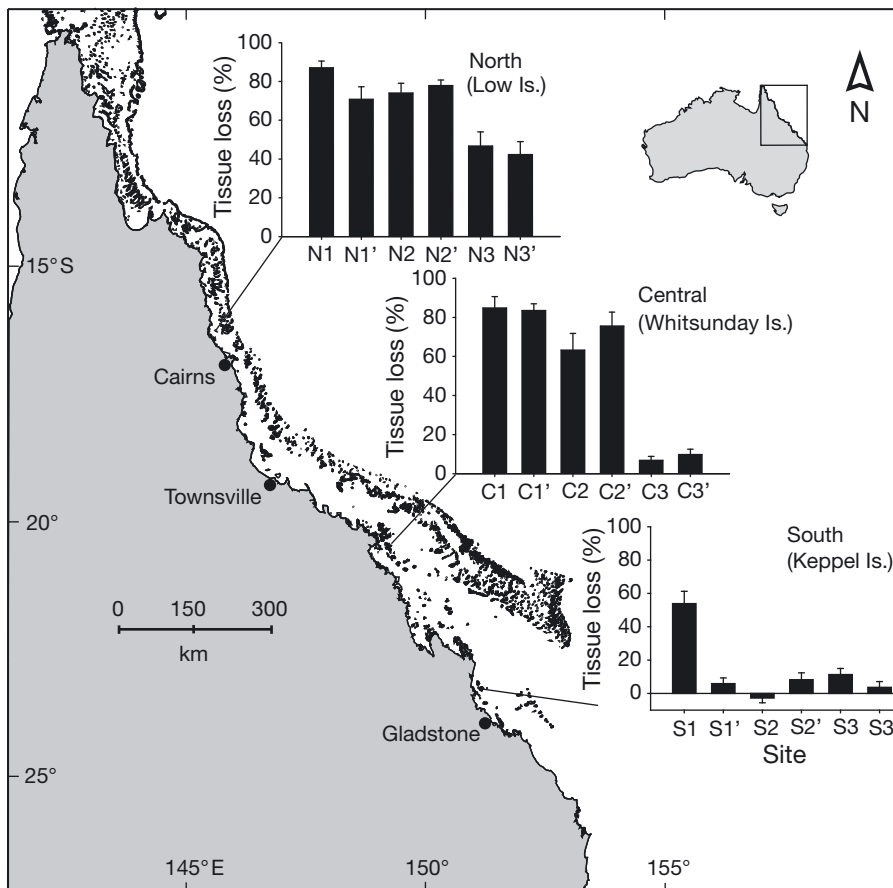 100
80
60
40
20
0
Tissue loss (%)
North
(Low Is.)
N1 N1’ N2 N2’ N3 N3’
N
15°S
100
80
60
40
20
0
Tissue loss (%)
Central
(Whitsunday Is.)
C1 C1’ C2 C2’ C3 C3’
Cairns
Townsville
20°
100
80
60
40
20
0
Tissue loss (%)
South
(Keppel Is.)
S1 S1’ S2 S2’ S3 S3
Site
0 150 300
km
Gladstone
25°
145°E 150° 155°